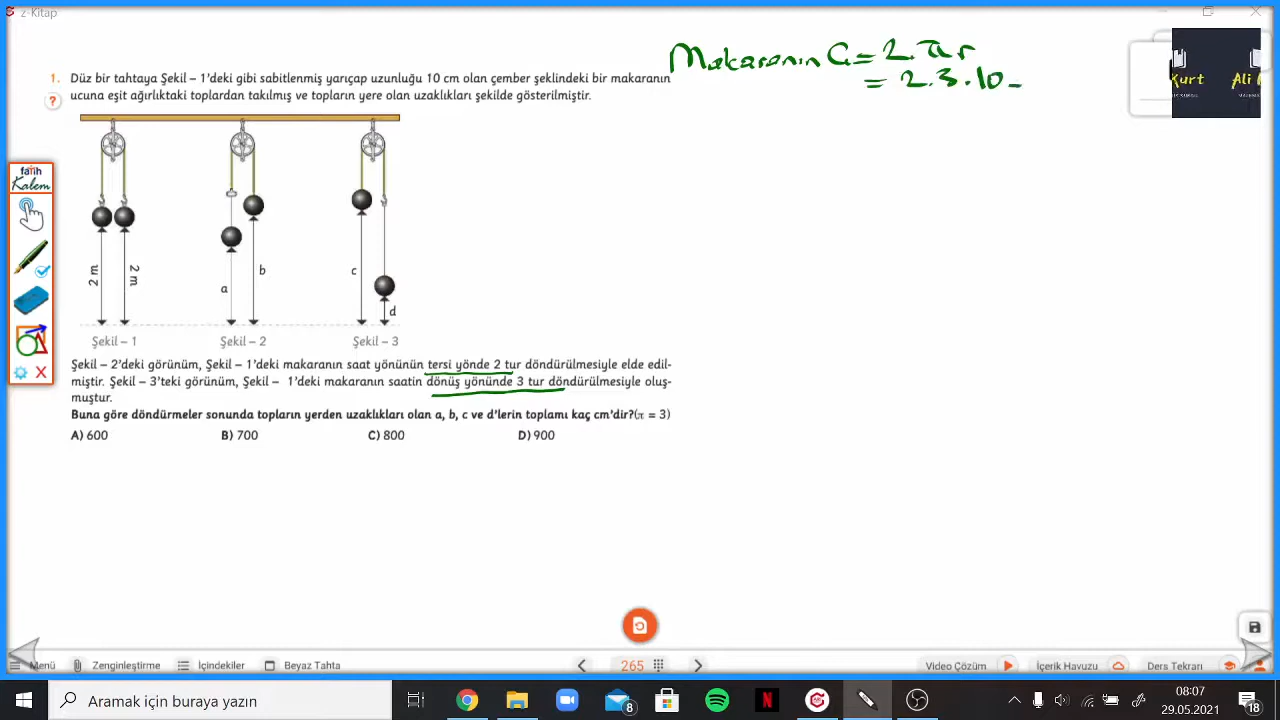 z-Kitap
Makaranın Ç = 2.π.r
= 2.3.10 =
Kurt
Ali
1. Düz bir tahtaya Şekil – 1’deki gibi sabitlenmiş yarıçap uzunluğu 10 cm olan çember şeklindeki bir makaranın
? ucuna eşit ağırlıktaki toplardan takılmış ve topların yere olan uzaklıkları şekilde gösterilmiştir.
fatih
Kalem
2 m
2 m
a
b
c
d
Şekil – 1
Şekil – 2
Şekil – 3
Şekil – 2’deki görünüm, Şekil – 1’deki makaranın saat yönünün tersi yönde 2 tur döndürülmesiyle elde edil-
miştir. Şekil – 3’teki görünüm, Şekil – 1’deki makaranın saatin dönüş yönünde 3 tur döndürülmesiyle oluş-
muştur.
Buna göre döndürmeler sonunda topların yerden uzaklıkları olan a, b, c ve d’lerin toplamı kaç cm’dir?(π = 3)
A) 600 B) 700 C) 800 D) 900
Menü Zenginleştirme İçindekiler Beyaz Tahta 265 Video Çözüm İçerik Havuzu Ders Tekrarı
Aramak için buraya yazın
8
N
08:07
29.05.2021
18